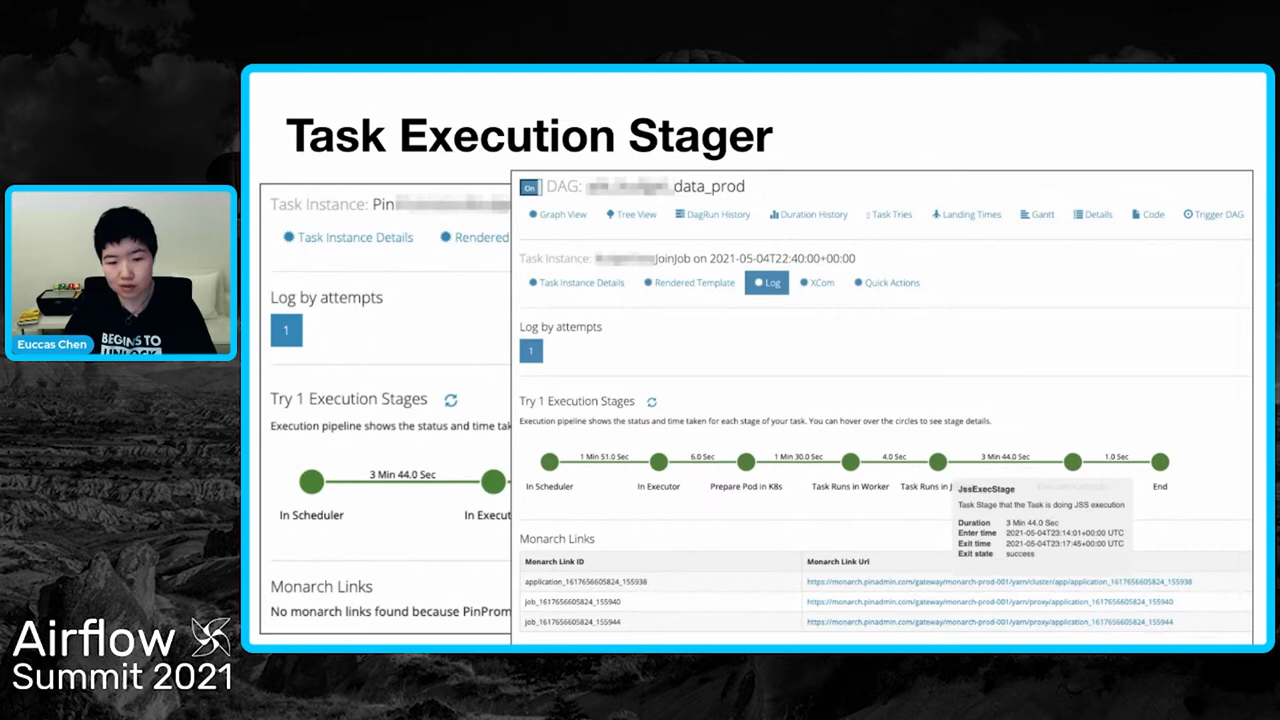 Task Execution Stager
Task Instance: Pin
Task Instance Details Rendered
Log by attempts
1
Try 1 Execution Stages
Execution pipeline shows the status and time tak
3 Min 44.0 Sec
In Scheduler In Execut
Monarch Links
No monarch links found because PinProm
On DAG: data_prod
Graph View Tree View DagRun History Duration History Task Tries Landing Times Gantt Details Code Trigger DAG
Task Instance: JoinJob on 2021-05-04T22:40:00+00:00
Task Instance Details Rendered Template Log XCom Quick Actions
Log by attempts
1
Try 1 Execution Stages
Execution pipeline shows the status and time taken for each stage of your task. You can hover over the circles to see stage details.
1 Min 51.0 Sec 6.0 Sec 1 Min 30.0 Sec 4.0 Sec 3 Min 44.0 Sec 1.0 Sec
In Scheduler In Executor Prepare Pod in K8s Task Runs in Worker Task Runs in J End
JssExecStage
Task Stage that the Task is doing JSS execution
Duration 3 Min 44.0 Sec
Enter time 2021-05-04T23:14:01+00:00 UTC
Exit time 2021-05-04T23:17:45+00:00 UTC
Exit state success
Monarch Links
Monarch Link ID Monarch Link Url
application_1617656605824_155938 https://monarch.pinadmin.com/gateway/monarch-prod-001/yarn/cluster/app/application_1617656605824_155938
job_1617656605824_155940 https://monarch.pinadmin.com/gateway/monarch-prod-001/yarn/proxy/application_1617656605824_155940
job_1617656605824_155944 https://monarch.pinadmin.com/gateway/monarch-prod-001/yarn/proxy/application_1617656605824_155944
BEGINS TO
UNLOCK
Euccas Chen
Airflow
Summit 2021